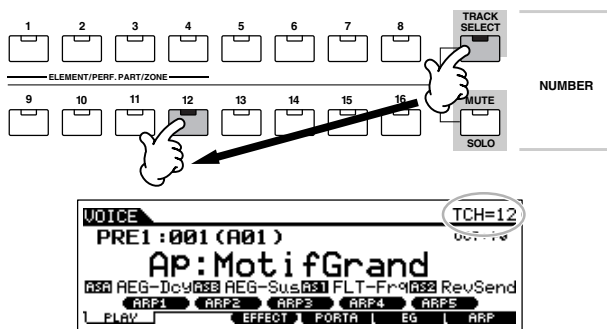 1 2 3 4 5 6 7 8 TRACK SELECT
ELEMENT/PERF. PART/ZONE
NUMBER
9 10 11 12 13 14 15 16 MUTE
SOLO
VOICE TCH=12
PRE1:001(A01)
AP:MotifGrand
ASA AEG-Dcy ASB AEG-Sus AS1 FLT-Frq AS2 RevSend
ARP1 ARP2 ARP3 ARP4 ARP5
PLAY EFFECT PORTA EG ARP